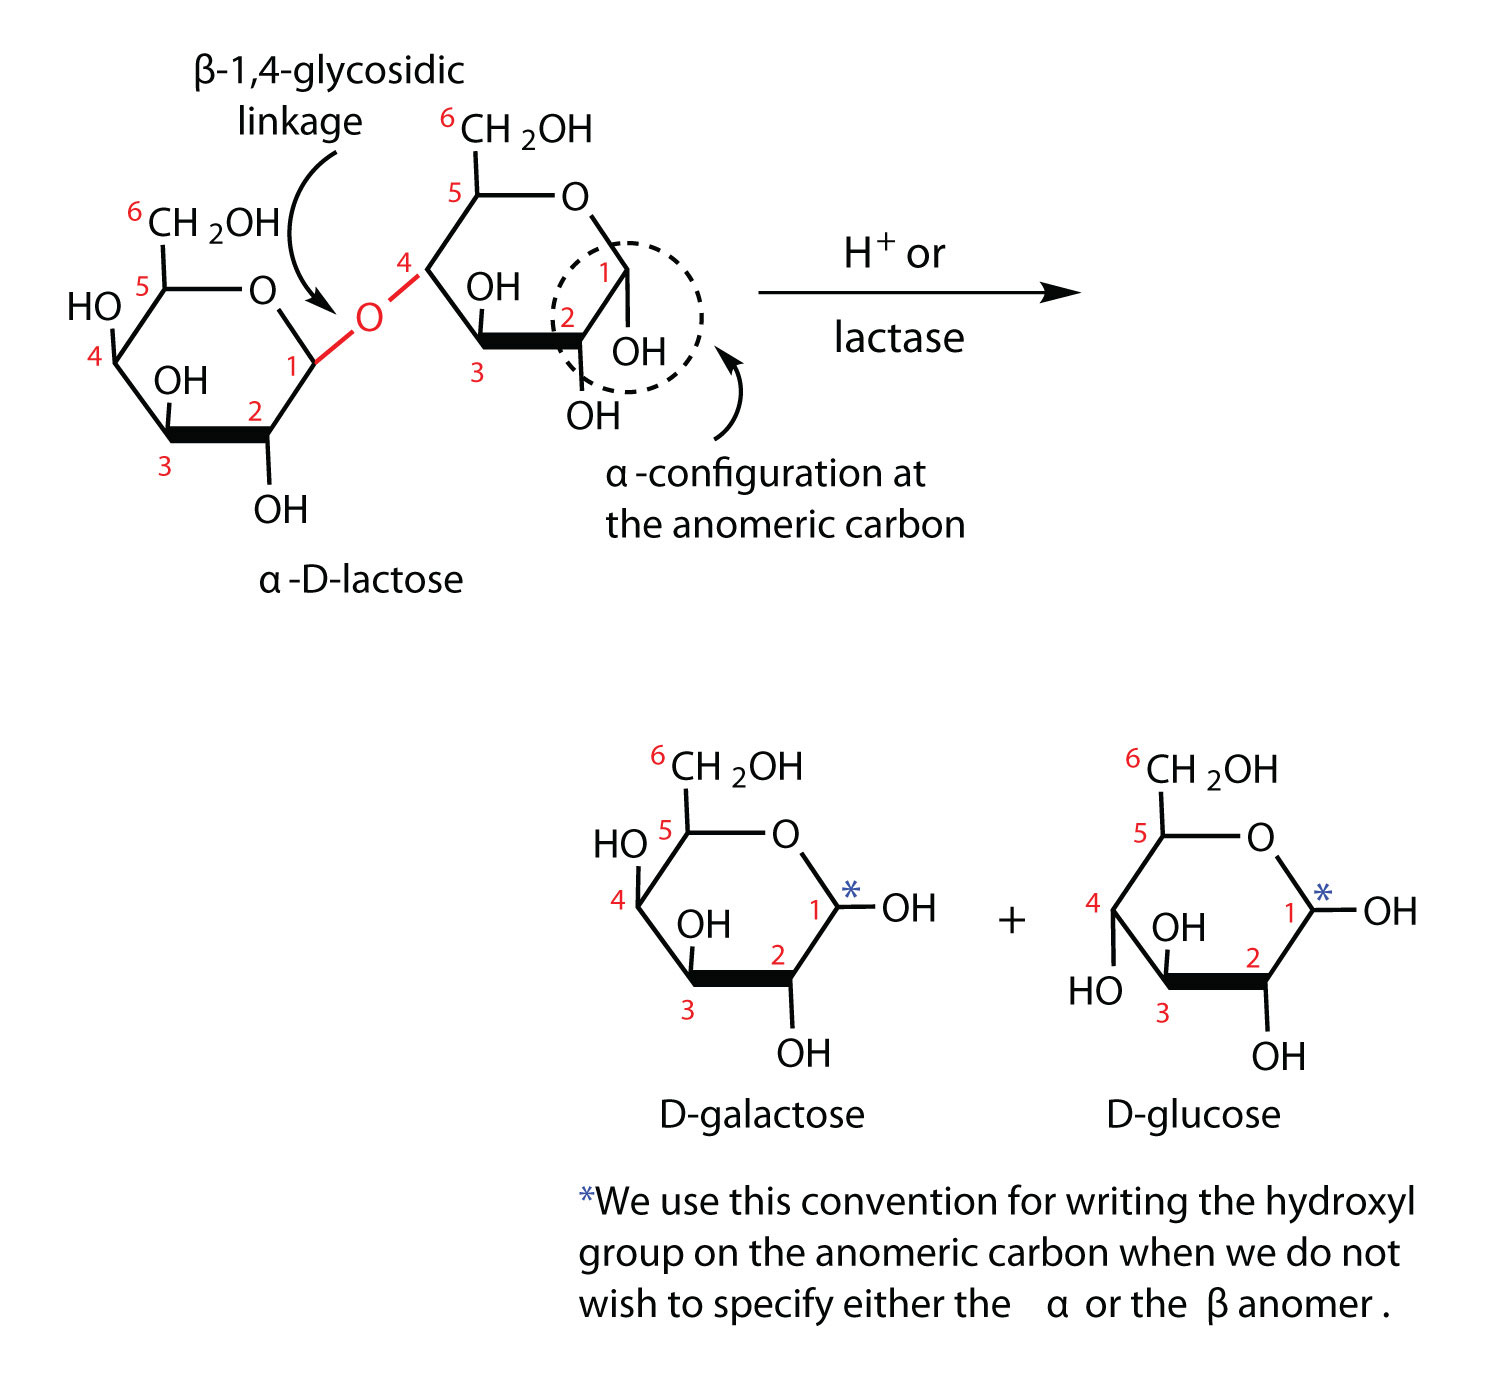 β-1,4-glycosidic
linkage
6 CH2OH
5 O
4
OH
1
2
3
OH
OH
6 CH2OH
HO 5 O
4
OH
1
2
3
OH
O
H+ or
lactase
α-configuration at
the anomeric carbon
α-D-lactose
6 CH2OH
HO 5 O
4
OH
1 * OH
2
3
OH
D-galactose
+
6 CH2OH
5 O
4
OH
1 * OH
2
HO
3
OH
D-glucose
*We use this convention for writing the hydroxyl
group on the anomeric carbon when we do not
wish to specify either the α or the β anomer.